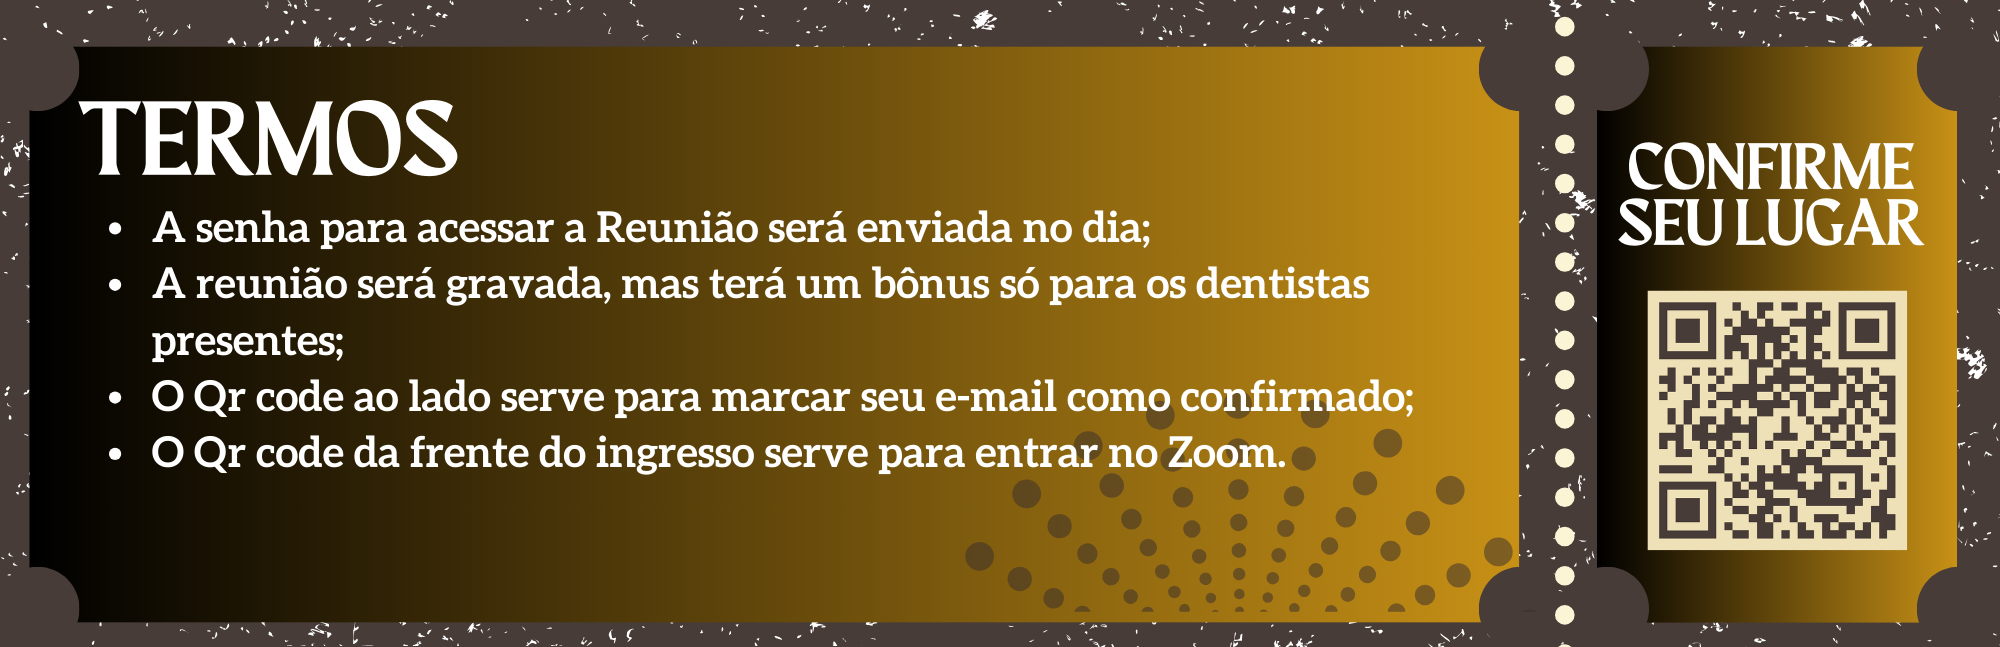 TERMOS
• A senha para acessar a Reunião será enviada no dia;
• A reunião será gravada, mas terá um bônus só para os dentistas
presentes;
• O Qr code ao lado serve para marcar seu e-mail como confirmado;
• O Qr code da frente do ingresso serve para entrar no Zoom.
CONFIRME
SEU LUGAR